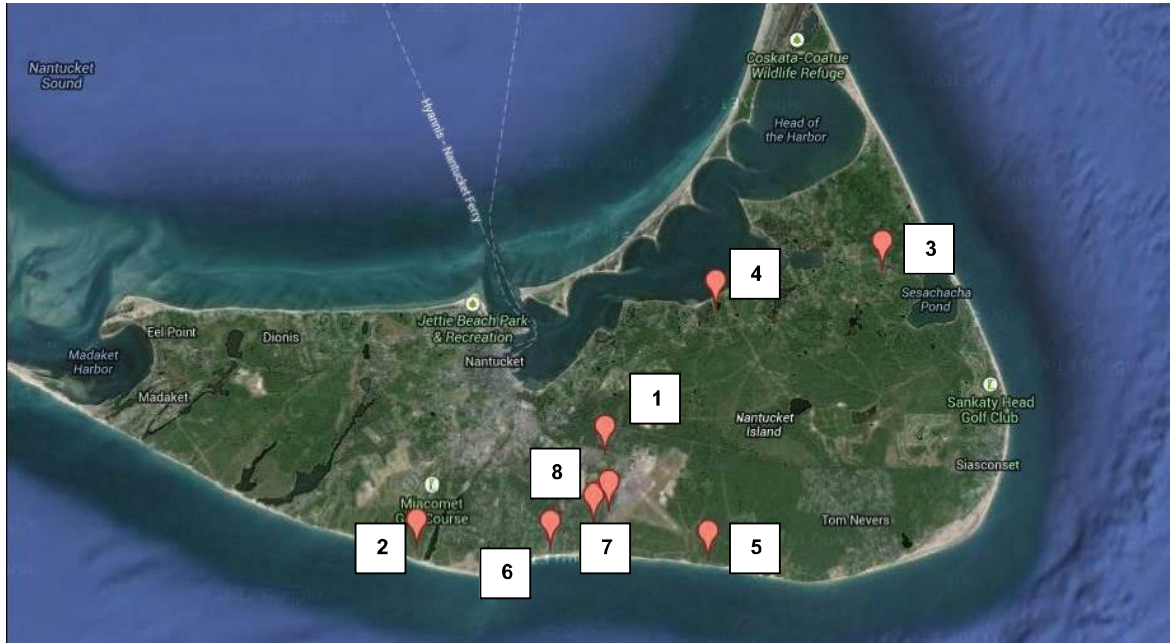 Coskata-Coatue
Wildlife Refuge
Nantucket
Sound
Hyannis - Nantucket Ferry
Head of
the Harbor
3
4
Sesachacha
Pond
Eel Point
Dionis
Jettie Beach Park
& Recreation
Madaket
Harbor
Nantucket
Madaket
1
Sankaty Head
Golf Club
Nantucket
Island
8
Siasconset
Miacomet
Course
Tom Nevers
2
6
7
5